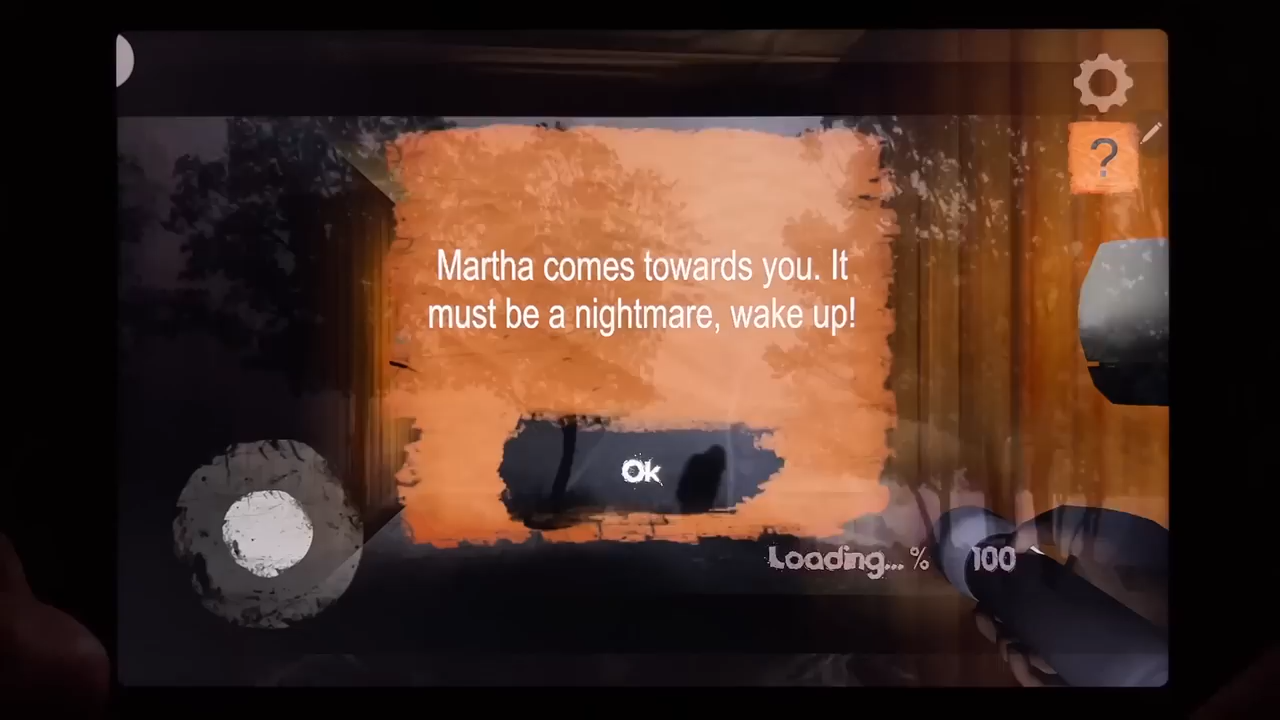 ?
Martha comes towards you. It
must be a nightmare, wake up!
Ok
Loading... % 100